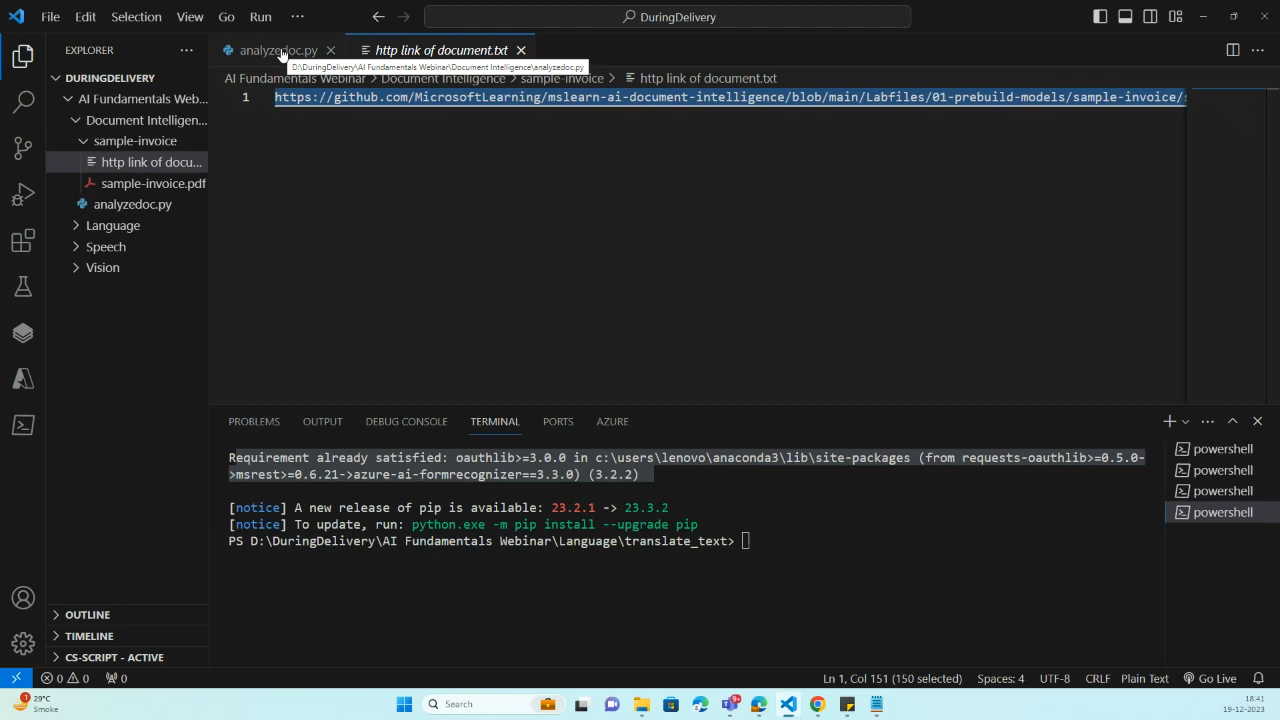 File Edit Selection View Go Run ···
DuringDelivery
EXPLORER ···
analyzedoc.py
http link of document.txt
D:\DuringDelivery\AI Fundamentals Webinar\Document Intelligence\analyzedoc.py
AI Fundamentals Webinar > Document Intelligence > sample-invoice > http link of document.txt
1 https://github.com/MicrosoftLearning/mslearn-ai-document-intelligence/blob/main/Labfiles/01-prebuild-models/sample-invoice/
DURINGDELIVERY
AI Fundamentals Web...
Document Intelligen...
sample-invoice
http link of docu...
sample-invoice.pdf
analyzedoc.py
Language
Speech
Vision
OUTLINE
TIMELINE
CS-SCRIPT - ACTIVE
PROBLEMS OUTPUT DEBUG CONSOLE TERMINAL PORTS AZURE
Requirement already satisfied: oauthlib>=3.0.0 in c:\users\lenovo\anaconda3\lib\site-packages (from requests-oauthlib>=0.5.0-
>msrest>=0.6.21->azure-ai-formrecognizer==3.3.0) (3.2.2)
[notice] A new release of pip is available: 23.2.1 -> 23.3.2
[notice] To update, run: python.exe -m pip install --upgrade pip
PS D:\DuringDelivery\AI Fundamentals Webinar\Language\translate_text>
powershell
powershell
powershell
powershell
0 0 0
Ln 1, Col 151 (150 selected) Spaces: 4 UTF-8 CRLF Plain Text Go Live
1
29°C
Smoke
Search
9+
18:41
19-12-2023